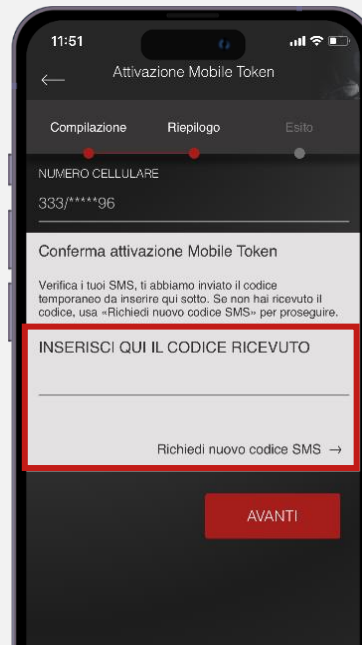 11:51
Attivazione Mobile Token
Compilazione Riepilogo Esito
NUMERO CELLULARE
333/*****96
Conferma attivazione Mobile Token
Verifica i tuoi SMS, ti abbiamo inviato il codice
temporaneo da inserire qui sotto. Se non hai ricevuto il
codice, usa «Richiedi nuovo codice SMS» per proseguire.
INSERISCI QUI IL CODICE RICEVUTO
Richiedi nuovo codice SMS →
AVANTI